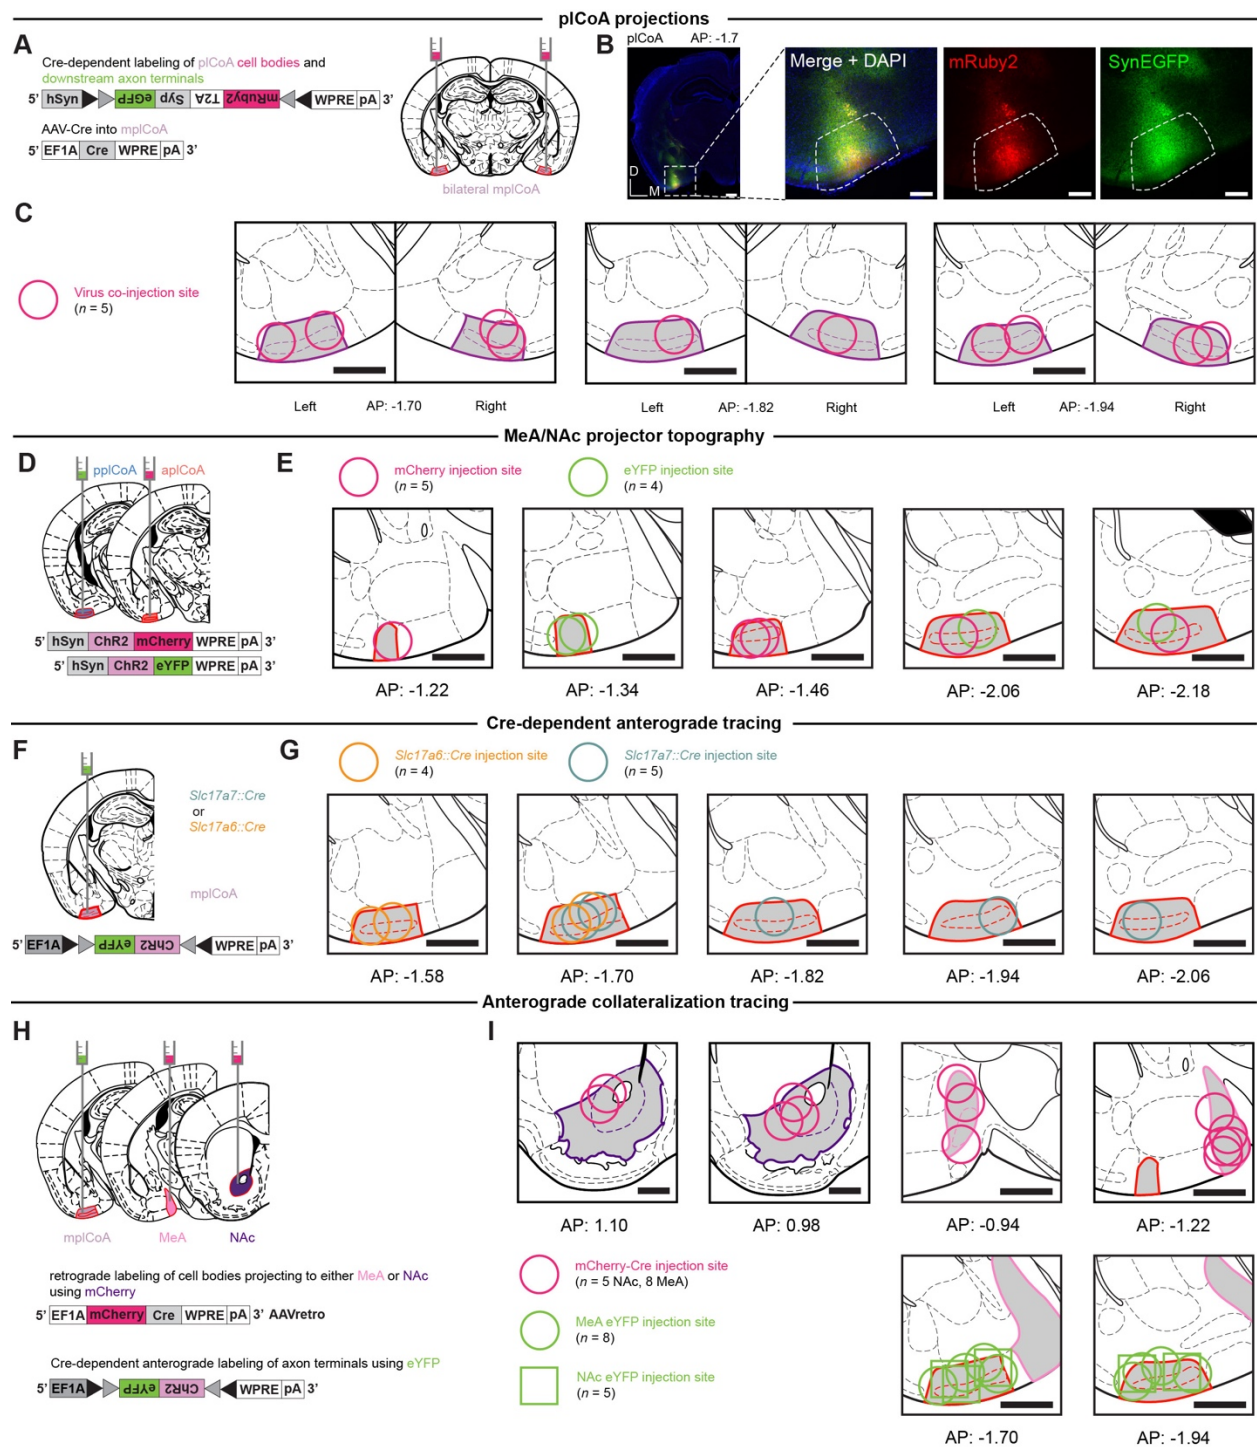 plCoA projections
A
Cre-dependent labeling of plCoA cell bodies and
downstream axon terminals
5' hSyn eGFP Syp T2A mRuby2 WPRE pA 3'
AAV-Cre into mplCoA
5' EF1A Cre WPRE pA 3'
bilateral mplCoA
B
plCoA AP: -1.7
D
M
Merge + DAPI
mRuby2
SynEGFP
C
Virus co-injection site
(n = 5)
Left AP: -1.70 Right
Left AP: -1.82 Right
Left AP: -1.94 Right
MeA/NAc projector topography
D
pplCoA aplCoA
5' hSyn ChR2 mCherry WPRE pA 3'
5' hSyn ChR2 eYFP WPRE pA 3'
E
mCherry injection site
(n = 5)
eYFP injection site
(n = 4)
AP: -1.22
AP: -1.34
AP: -1.46
AP: -2.06
AP: -2.18
Cre-dependent anterograde tracing
F
Slc17a7::Cre
or
Slc17a6::Cre
mplCoA
5' EF1A eYFP ChR2 WPRE pA 3'
G
Slc17a6::Cre injection site
(n = 4)
Slc17a7::Cre injection site
(n = 5)
AP: -1.58
AP: -1.70
AP: -1.82
AP: -1.94
AP: -2.06
Anterograde collateralization tracing
H
mplCoA MeA NAc
retrograde labeling of cell bodies projecting to either MeA or NAc
using mCherry
5' EF1A mCherry Cre WPRE pA 3' AAVretro
Cre-dependent anterograde labeling of axon terminals using eYFP
5' EF1A eYFP ChR2 WPRE pA 3'
I
AP: 1.10
AP: 0.98
AP: -0.94
AP: -1.22
mCherry-Cre injection site
(n = 5 NAc, 8 MeA)
MeA eYFP injection site
(n = 8)
NAc eYFP injection site
(n = 5)
AP: -1.70
AP: -1.94